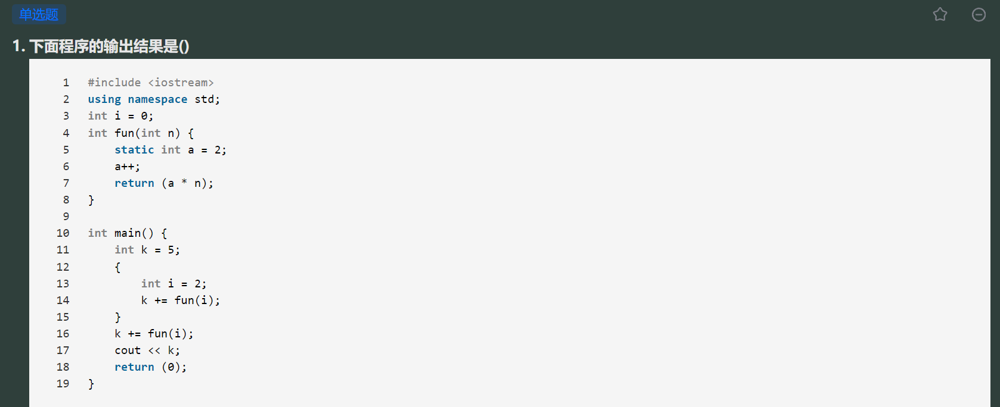 单选题
1. 下面程序的输出结果是()
1 #include <iostream>
2 using namespace std;
3 int i = 0;
4 int fun(int n) {
5     static int a = 2;
6     a++;
7     return (a * n);
8 }
9
10 int main() {
11     int k = 5;
12     {
13         int i = 2;
14         k += fun(i);
15     }
16     k += fun(i);
17     cout << k;
18     return (0);
19 }